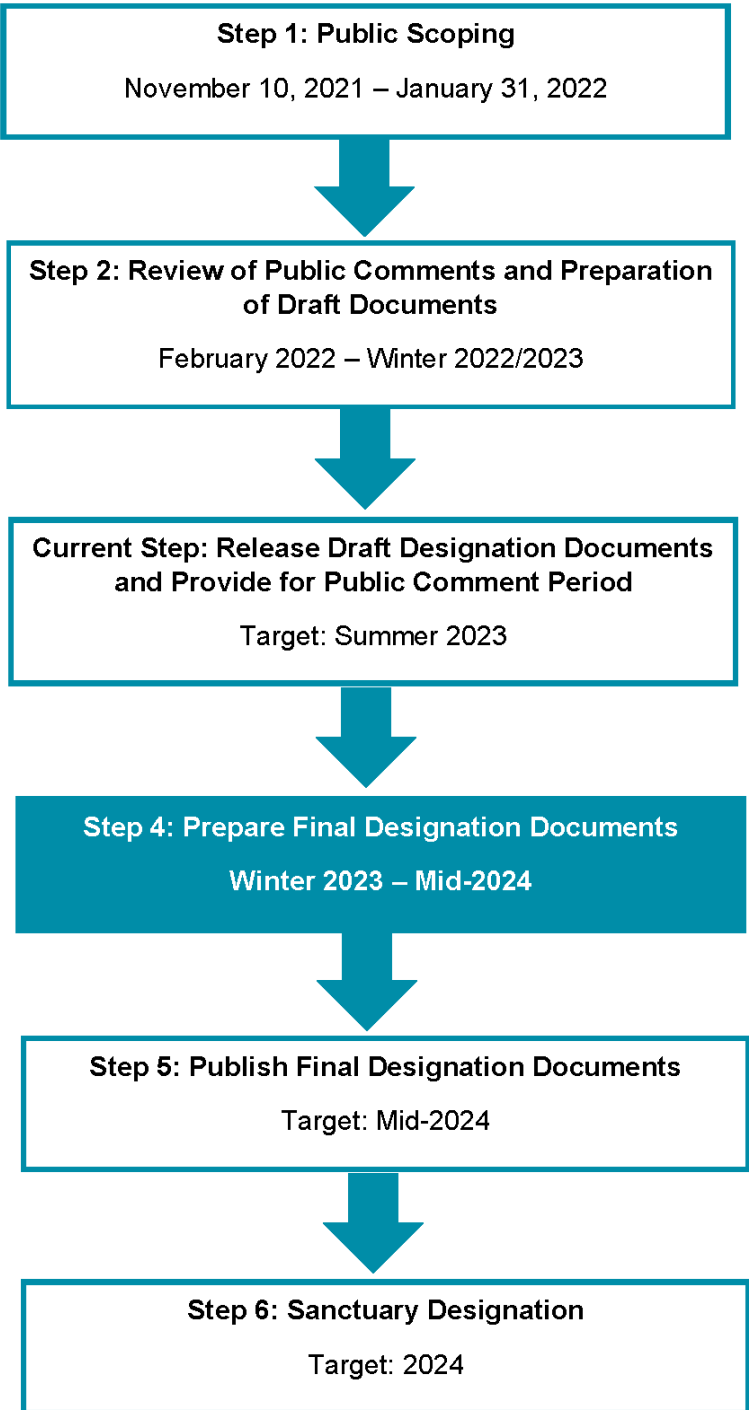 Step 1: Public Scoping
November 10, 2021 – January 31, 2022
Step 2: Review of Public Comments and Preparation
of Draft Documents
February 2022 – Winter 2022/2023
Current Step: Release Draft Designation Documents
and Provide for Public Comment Period
Target: Summer 2023
Step 4: Prepare Final Designation Documents
Winter 2023 – Mid-2024
Step 5: Publish Final Designation Documents
Target: Mid-2024
Step 6: Sanctuary Designation
Target: 2024